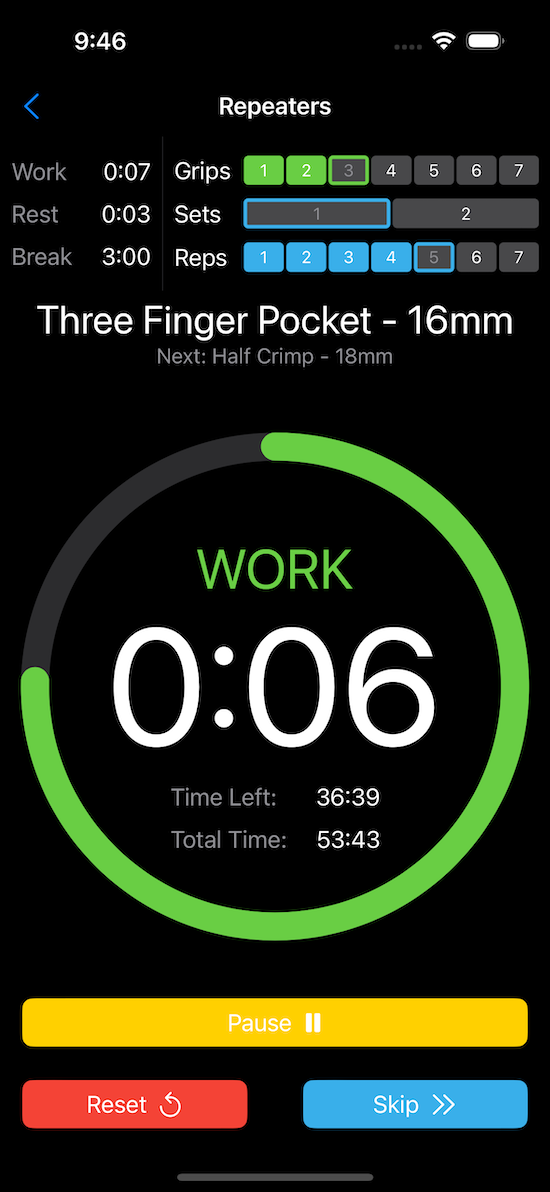 9:46
Repeaters
Work 0:07
Rest 0:03
Break 3:00
Grips 1 2 3 4 5 6 7
Sets 1 2
Reps 1 2 3 4 5 6 7
Three Finger Pocket - 16mm
Next: Half Crimp - 18mm
WORK
0:06
Time Left: 36:39
Total Time: 53:43
Pause
Reset
Skip